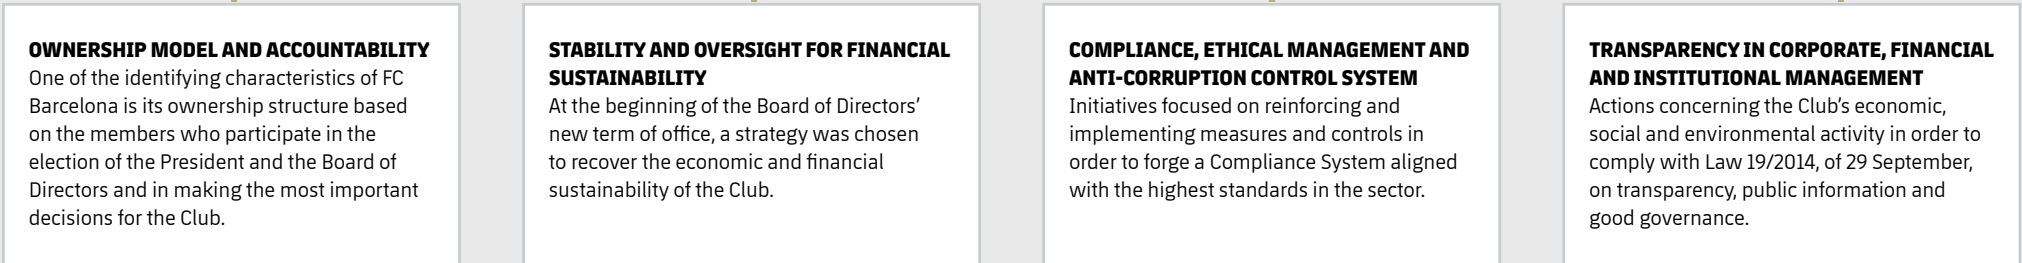 OWNERSHIP MODEL AND ACCOUNTABILITY
One of the identifying characteristics of FC
Barcelona is its ownership structure based
on the members who participate in the
election of the President and the Board of
Directors and in making the most important
decisions for the Club.
STABILITY AND OVERSIGHT FOR FINANCIAL
SUSTAINABILITY
At the beginning of the Board of Directors’
new term of office, a strategy was chosen
to recover the economic and financial
sustainability of the Club.
COMPLIANCE, ETHICAL MANAGEMENT AND
ANTI-CORRUPTION CONTROL SYSTEM
Initiatives focused on reinforcing and
implementing measures and controls in
order to forge a Compliance System aligned
with the highest standards in the sector.
TRANSPARENCY IN CORPORATE, FINANCIAL
AND INSTITUTIONAL MANAGEMENT
Actions concerning the Club’s economic,
social and environmental activity in order to
comply with Law 19/2014, of 29 September,
on transparency, public information and
good governance.